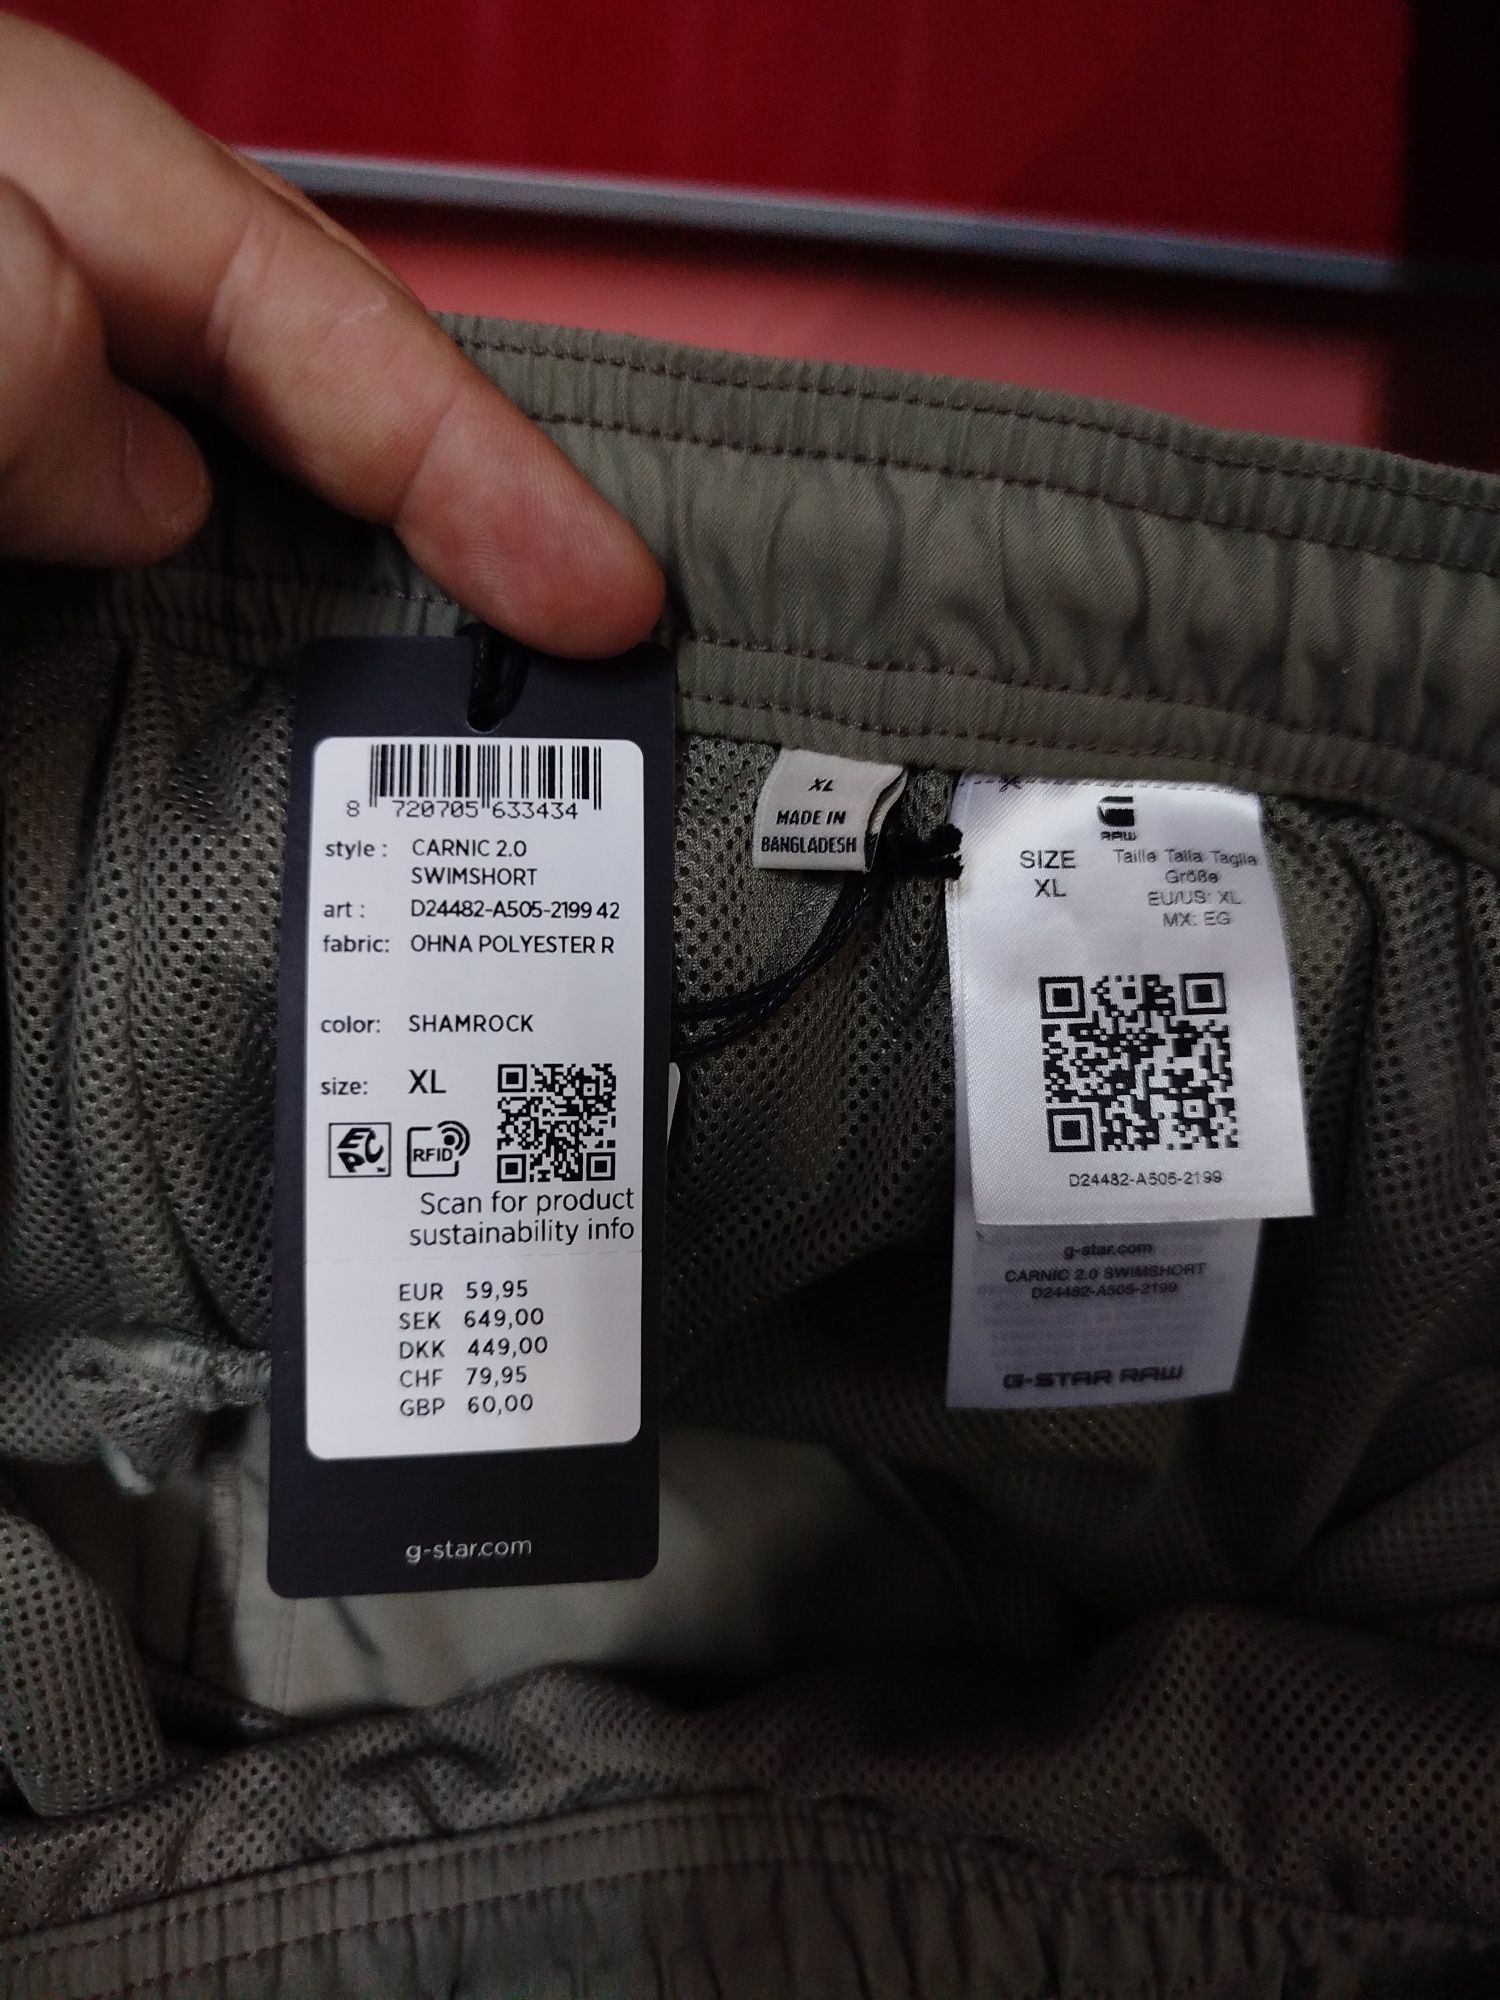 8 720705 633434
style : CARNIC 2.0
SWIMSHORT
art : D24482-A505-2199 42
fabric: OHNA POLYESTER R
color: SHAMROCK
size: XL
EPC
RFID
Scan for product
sustainability info
EUR 59,95
SEK 649,00
DKK 449,00
CHF 79,95
GBP 60,00
g-star.com
XL
MADE IN
BANGLADESH
RAW
SIZE
XL
Taille Talla Taglia
Größe
EU/US: XL
MX: EG
D24482-A505-2199
g-star.com
CARNIC 2.0 SWIMSHORT
D24482-A505-2199
G-STAR RAW